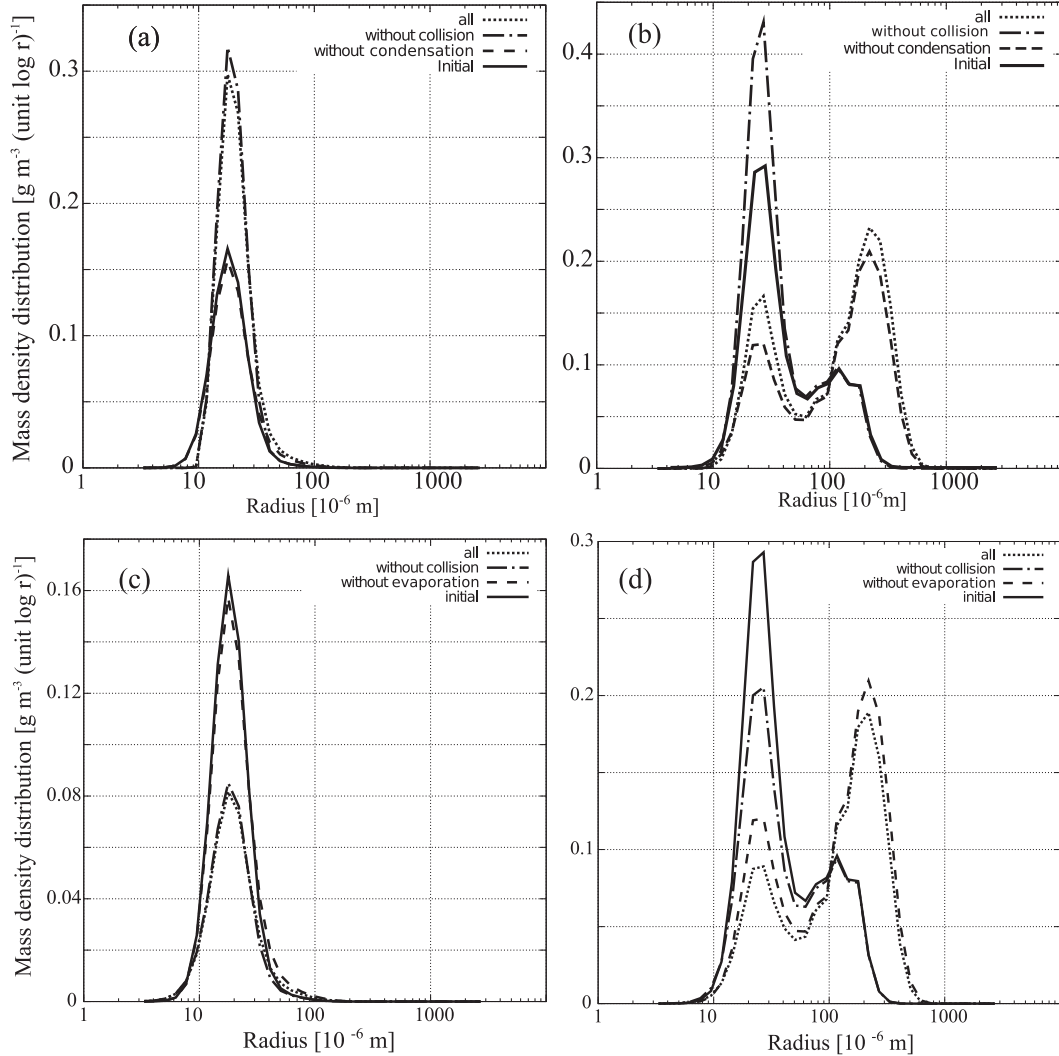 (a)
all
without collision
without condensation
Initial
Mass density distribution [g m-3 (unit log r)-1]
0.3
0.2
0.1
0
1
10
100
1000
Radius [10-6 m]
(b)
all
without collision
without condensation
Initial
0.4
0.3
0.2
0.1
0
1
10
100
1000
Radius [10-6m]
(c)
all
without collision
without evaporation
initial
Mass density distribution [g m-3 (unit log r)-1]
0.16
0.12
0.08
0.04
0
1
10
100
1000
Radius [10 -6 m]
(d)
all
without collision
without evaporation
initial
0.3
0.2
0.1
0
1
10
100
1000
Radius [10 -6 m]